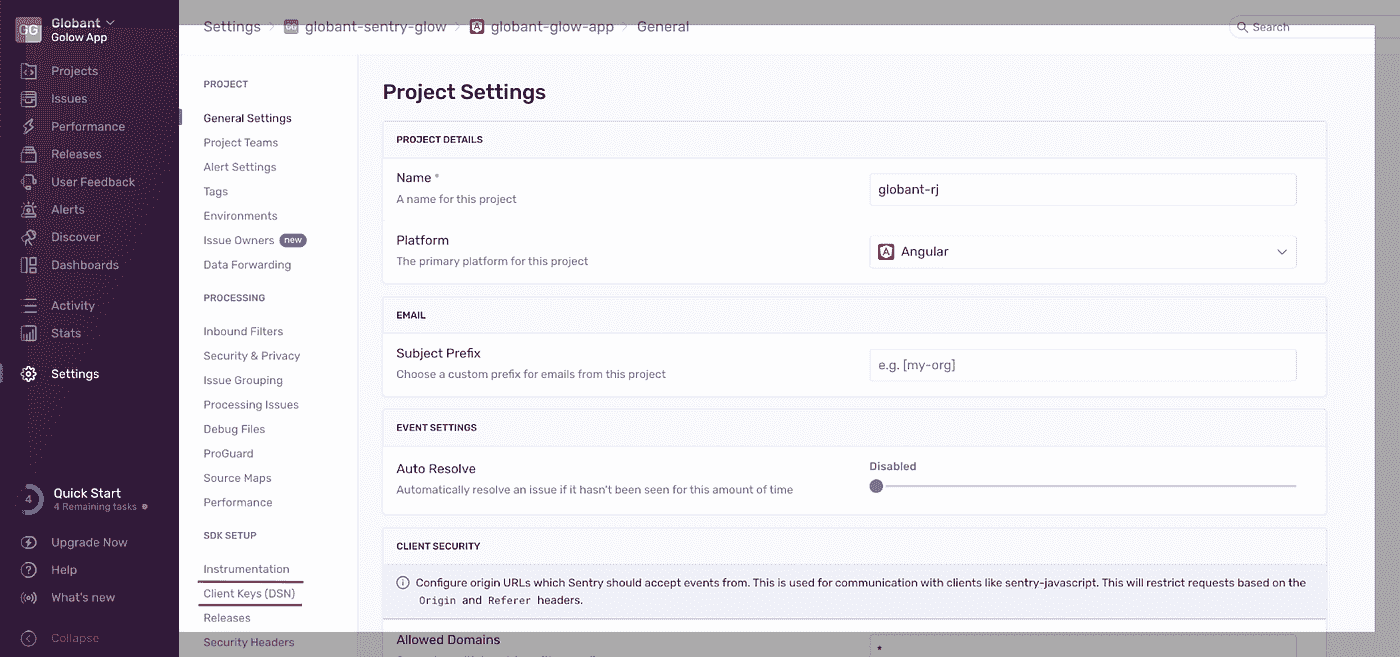 GG
Globant
Golow App
Projects
Issues
Performance
Releases
User Feedback
Alerts
Discover
Dashboards
Activity
Stats
Settings
4
Quick Start
4 Remaining tasks
Upgrade Now
Help
What's new
Collapse
Settings > globant-sentry-glow > globant-glow-app > General
Search
PROJECT
General Settings
Project Teams
Alert Settings
Tags
Environments
Issue Owners new
Data Forwarding
PROCESSING
Inbound Filters
Security & Privacy
Issue Grouping
Processing Issues
Debug Files
ProGuard
Source Maps
Performance
SDK SETUP
Instrumentation
Client Keys (DSN)
Releases
Security Headers
Project Settings
PROJECT DETAILS
Name *
A name for this project
globant-rj
Platform
The primary platform for this project
Angular
EMAIL
Subject Prefix
Choose a custom prefix for emails from this project
e.g. [my-org]
EVENT SETTINGS
Auto Resolve
Automatically resolve an issue if it hasn't been seen for this amount of time
Disabled
CLIENT SECURITY
Configure origin URLs which Sentry should accept events from. This is used for communication with clients like sentry-javascript. This will restrict requests based on the
Origin and Referer headers.
Allowed Domains
*